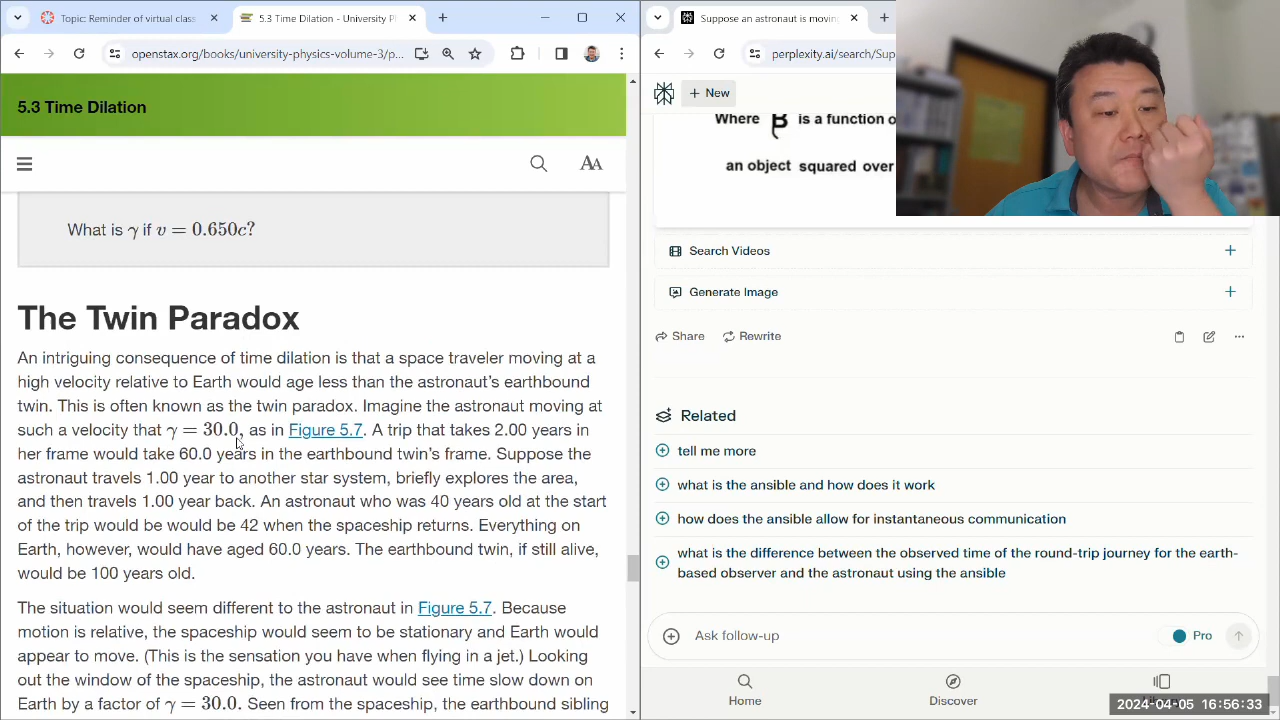 Topic: Reminder of virtual class
5.3 Time Dilation - University P
openstax.org/books/university-physics-volume-3/p...
5.3 Time Dilation
AA
What is γ if v = 0.650c?
The Twin Paradox
An intriguing consequence of time dilation is that a space traveler moving at a
high velocity relative to Earth would age less than the astronaut's earthbound
twin. This is often known as the twin paradox. Imagine the astronaut moving at
such a velocity that γ = 30.0, as in Figure 5.7. A trip that takes 2.00 years in
her frame would take 60.0 years in the earthbound twin's frame. Suppose the
astronaut travels 1.00 year to another star system, briefly explores the area,
and then travels 1.00 year back. An astronaut who was 40 years old at the start
of the trip would be would be 42 when the spaceship returns. Everything on
Earth, however, would have aged 60.0 years. The earthbound twin, if still alive,
would be 100 years old.
The situation would seem different to the astronaut in Figure 5.7. Because
motion is relative, the spaceship would seem to be stationary and Earth would
appear to move. (This is the sensation you have when flying in a jet.) Looking
out the window of the spaceship, the astronaut would see time slow down on
Earth by a factor of γ = 30.0. Seen from the spaceship, the earthbound sibling
Suppose an astronaut is movin
perplexity.ai/search/Sup
+ New
Where β is a function o
an object squared over
Search Videos
Generate Image
Share Rewrite
Related
tell me more
what is the ansible and how does it work
how does the ansible allow for instantaneous communication
what is the difference between the observed time of the round-trip journey for the earth-
based observer and the astronaut using the ansible
Ask follow-up
Pro
Home Discover
2024-04-05 16:56:33